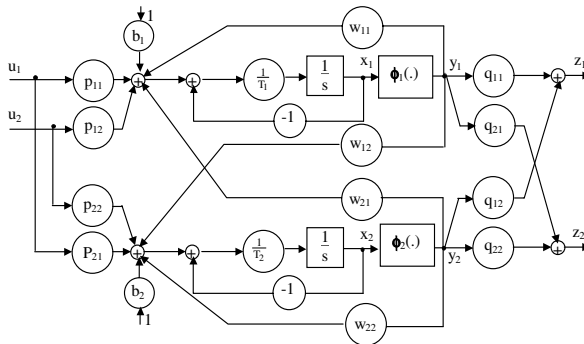 1
b₁
w₁₁
u₁
p₁₁
1/T₁
1/s
x₁
ϕ₁(.)
y₁
q₁₁
z₁
-1
u₂
p₁₂
w₁₂
q₂₁
w₂₁
p₂₂
q₁₂
P₂₁
1/T₂
1/s
x₂
ϕ₂(.)
y₂
q₂₂
z₂
-1
b₂
1
w₂₂